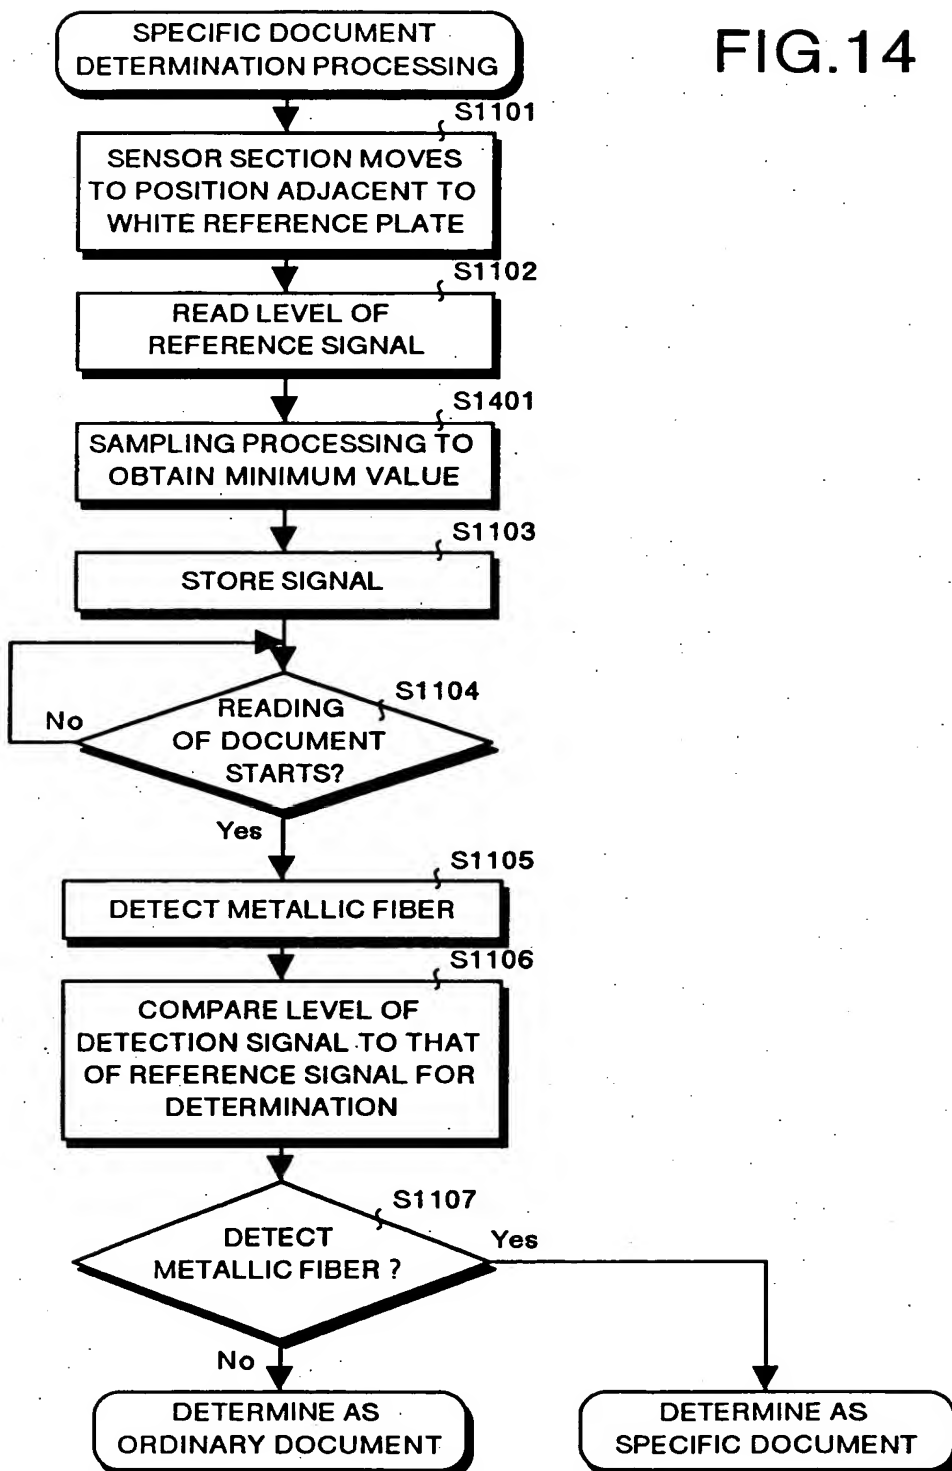 FIG.14
SPECIFIC DOCUMENT
DETERMINATION PROCESSING
S1101
SENSOR SECTION MOVES
TO POSITION ADJACENT TO
WHITE REFERENCE PLATE
S1102
READ LEVEL OF
REFERENCE SIGNAL
S1401
SAMPLING PROCESSING TO
OBTAIN MINIMUM VALUE
S1103
STORE SIGNAL
S1104
No
READING
OF DOCUMENT
STARTS?
Yes
S1105
DETECT METALLIC FIBER
S1106
COMPARE LEVEL OF
DETECTION SIGNAL TO THAT
OF REFERENCE SIGNAL FOR
DETERMINATION
S1107
DETECT
METALLIC FIBER ?
Yes
No
DETERMINE AS
ORDINARY DOCUMENT
DETERMINE AS
SPECIFIC DOCUMENT